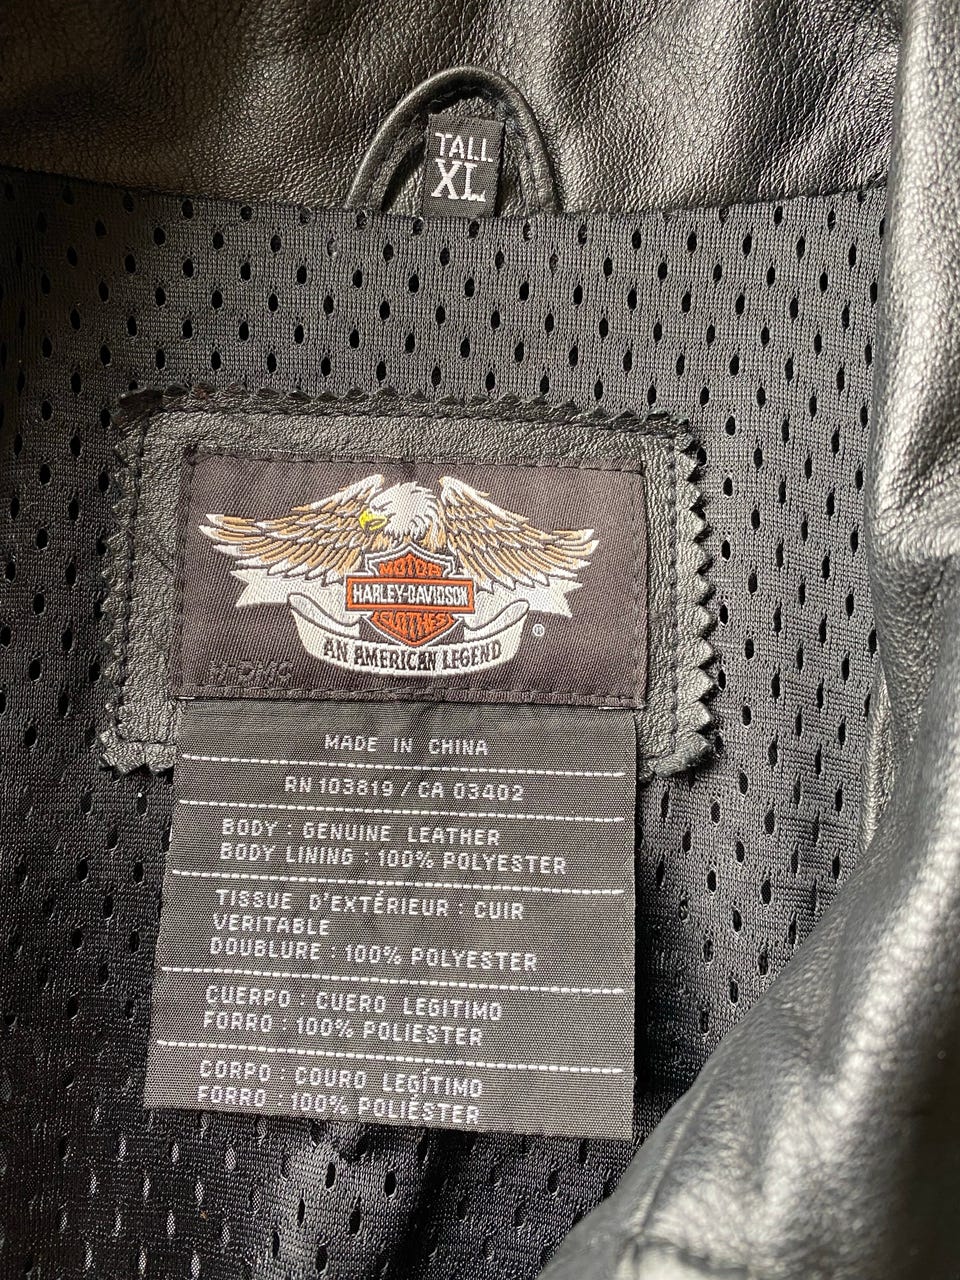 TALL
XL
MOTOR
HARLEY-DAVIDSON
CLOTHES
®
AN AMERICAN LEGEND
H-DMC
MADE IN CHINA
RN 103819 / CA 03402
BODY : GENUINE LEATHER
BODY LINING : 100% POLYESTER
TISSUÉ D'EXTÉRIEUR : CUIR
VERITABLE
DOUBLURE : 100% POLYESTER
CUERPO : CUERO LEGITIMO
FORRO : 100% POLIESTER
CORPO : COURO LEGÍTIMO
FORRO : 100% POLIÉSTER